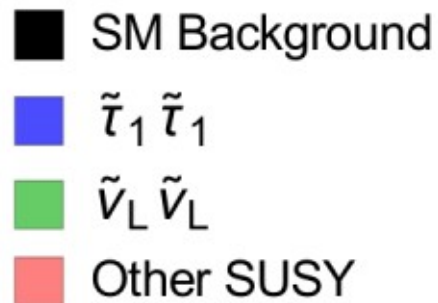 SM Background
τ̃₁ τ̃₁
ν̃L ν̃L
Other SUSY